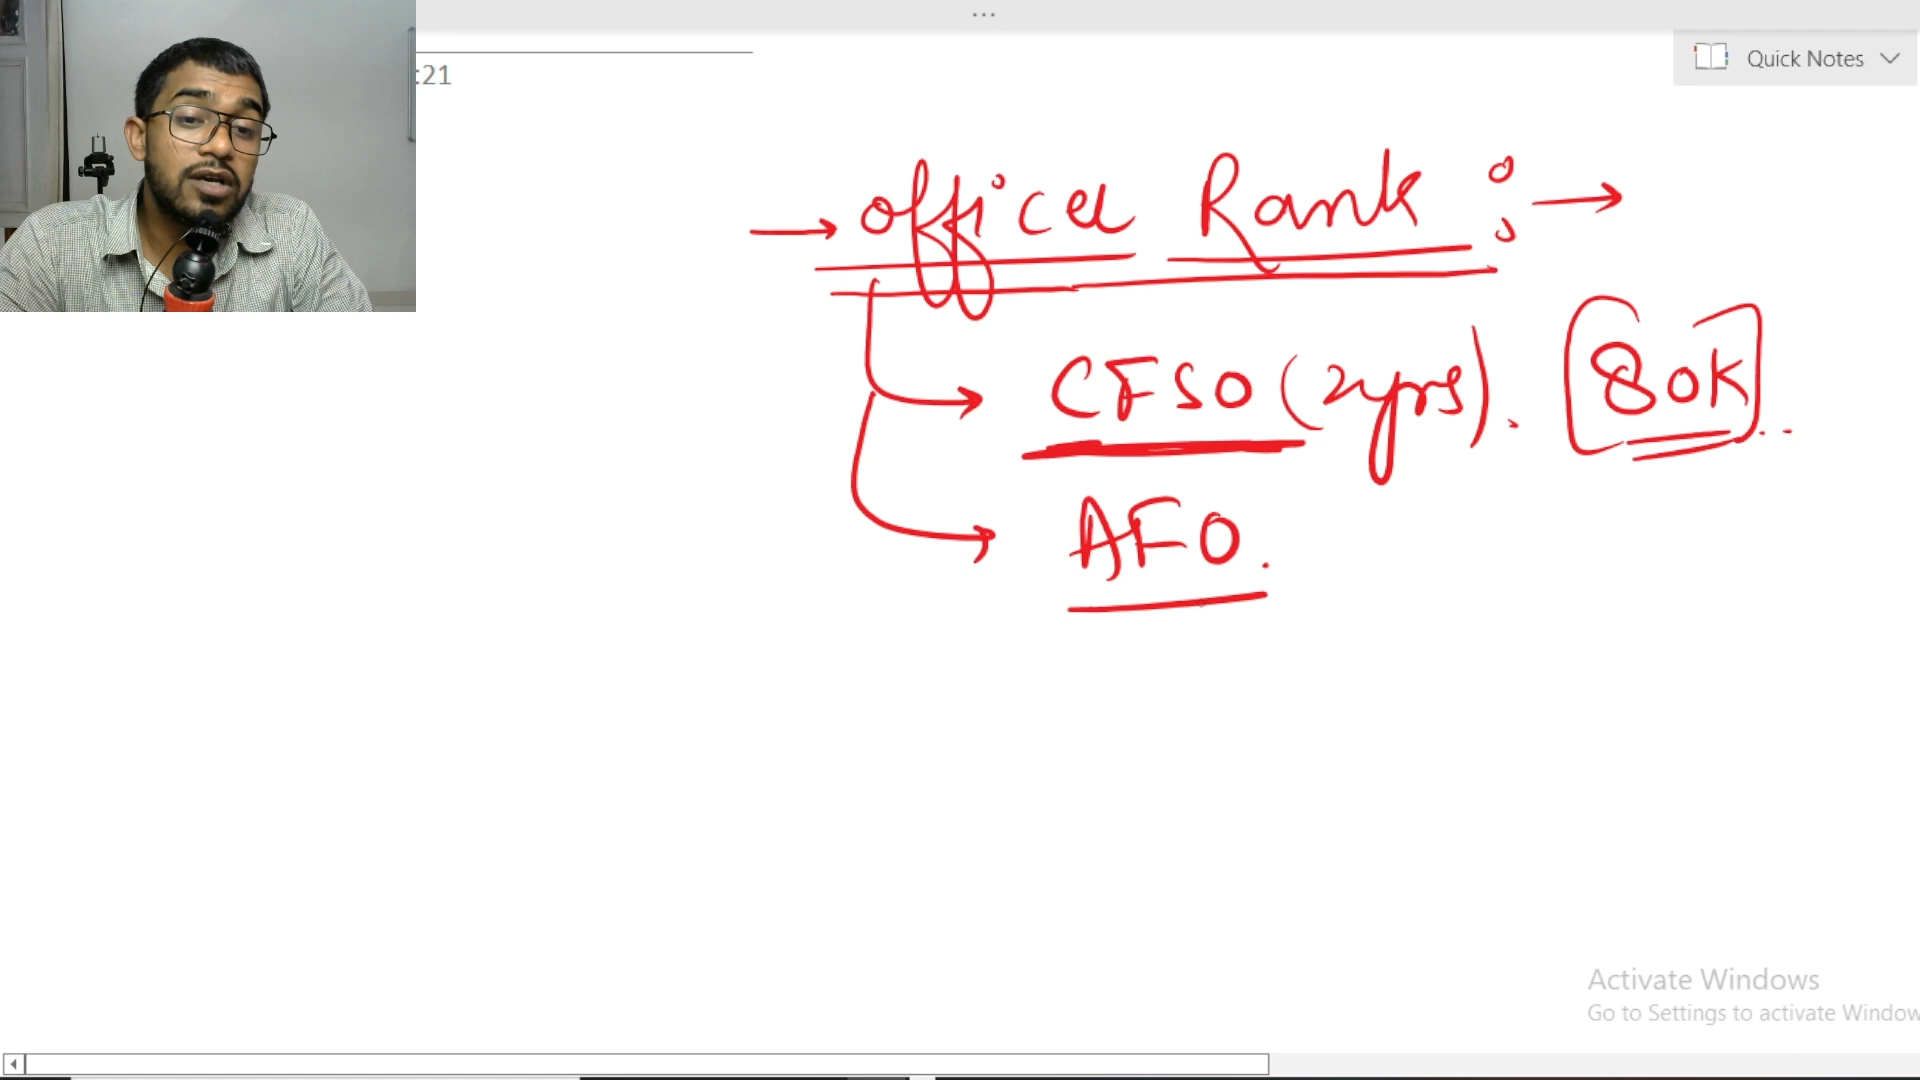 ...
:21
Quick Notes
→ officer Rank : →
→ CFSO (2yrs). 80K..
→ AFO.
Activate Windows
Go to Settings to activate Window